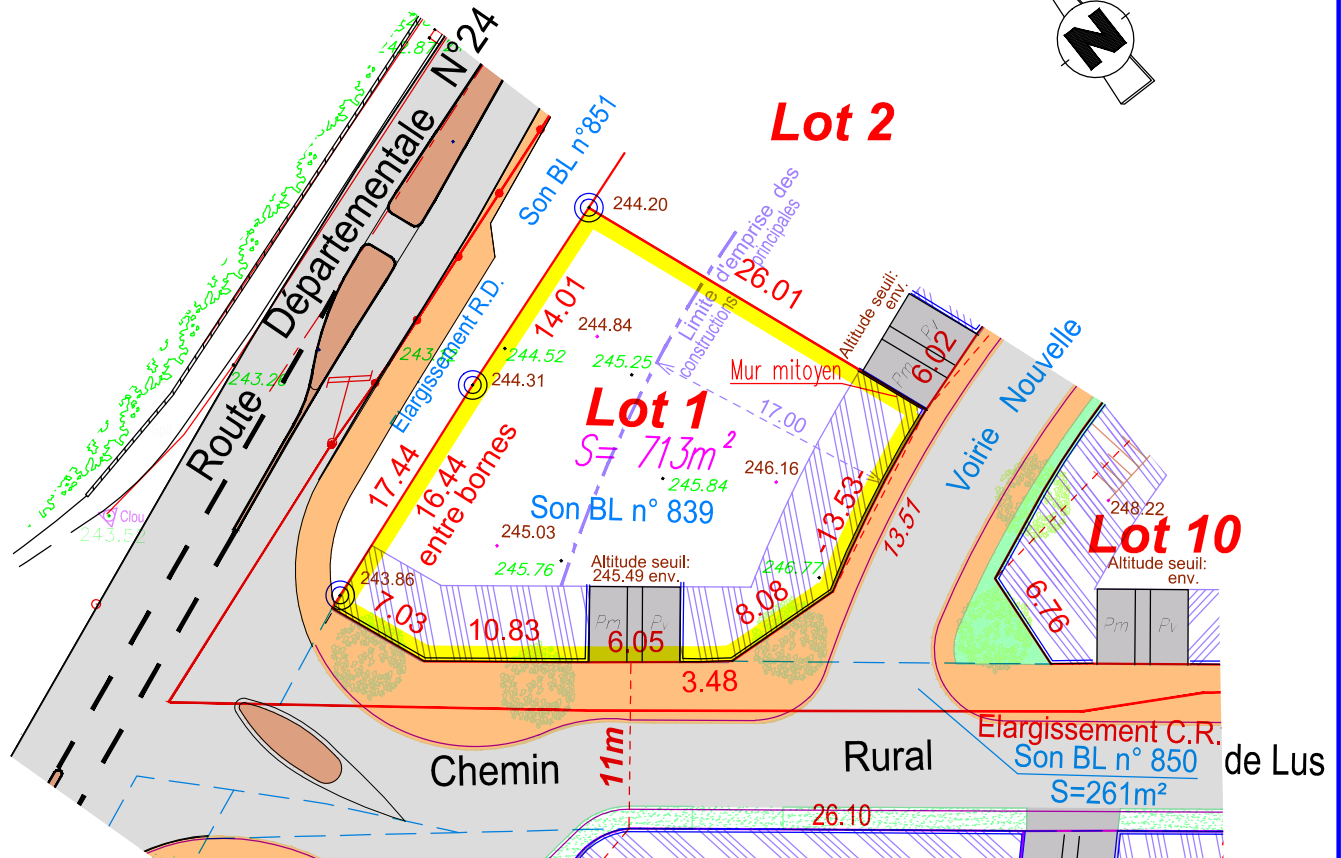 N
Lot 2
Route Départementale N°24
Son BL n°851
244.20
Limite d'emprise des
constructions principales
26.01
Altitude seuil:
env.
Pv
Pm
6.02
Mur mitoyen
14.01
244.84
244.52
245.25
Elargissement R.D.
243.26
244.31
Lot 1
S= 713m²
17.00
246.16
245.84
Son BL n° 839
17.44
16.44
entre bornes
245.03
245.76
Altitude seuil:
245.49 env.
246.77
13.53
13.51
Voirie Nouvelle
248.22
Lot 10
Altitude seuil:
env.
6.76
Pm
Pv
Clou
243.86
7.03
10.83
Pm
Pv
6.05
8.08
3.48
11m
Elargissement C.R.
Son BL n° 850
S=261m²
Chemin Rural de Lus
26.10